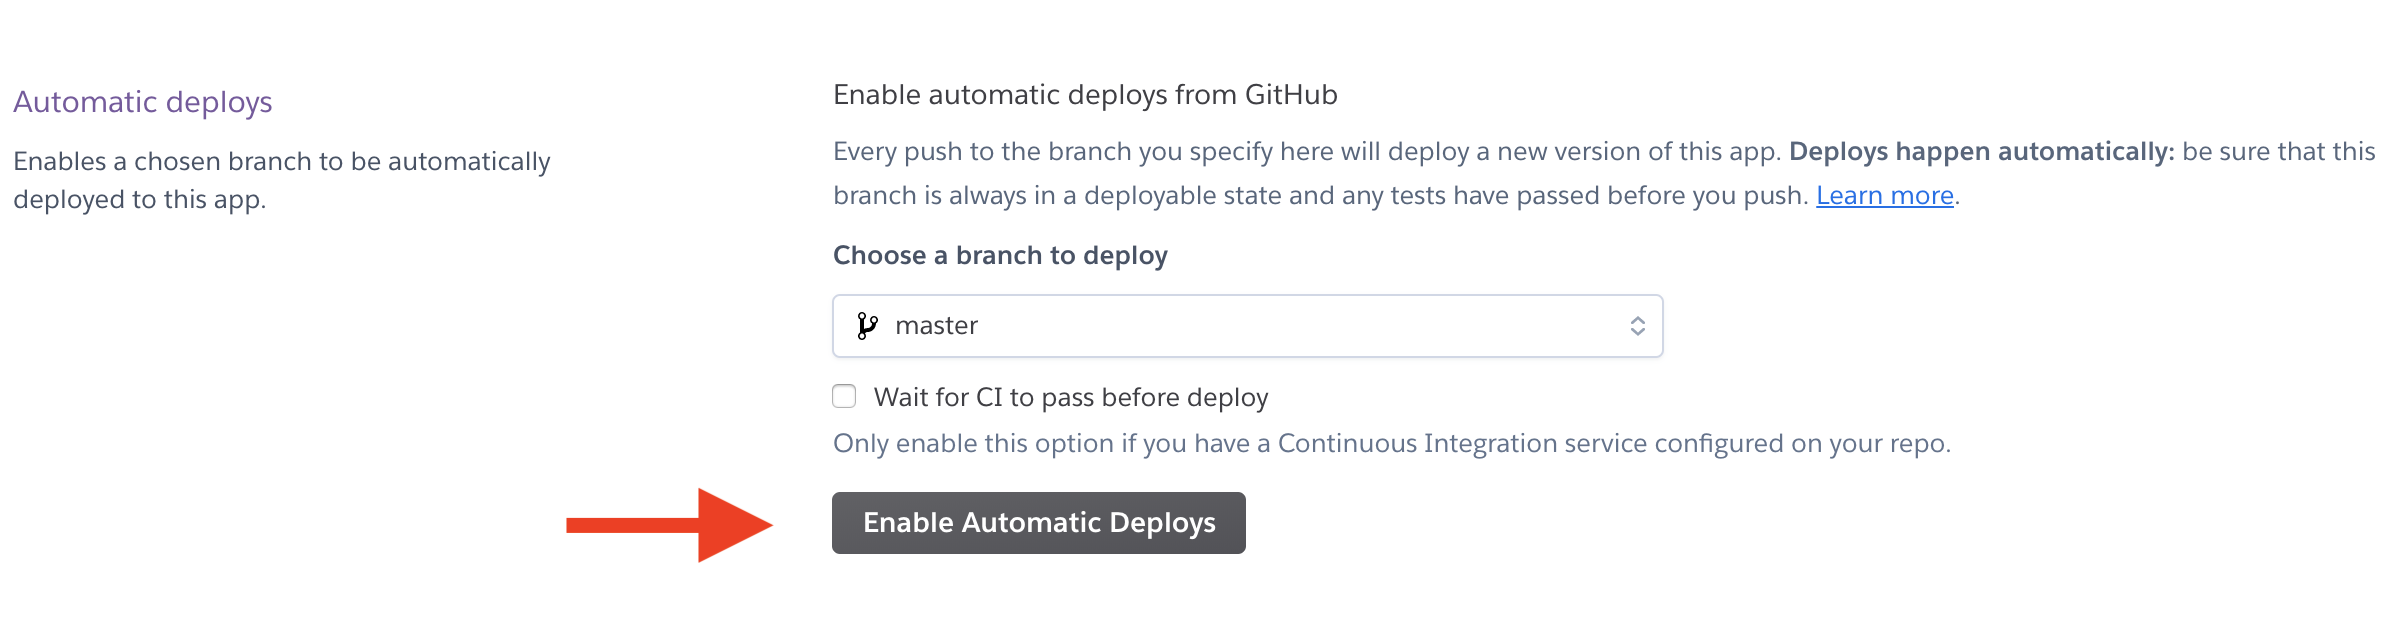 Automatic deploys
Enables a chosen branch to be automatically
deployed to this app.
Enable automatic deploys from GitHub
Every push to the branch you specify here will deploy a new version of this app. Deploys happen automatically: be sure that this
branch is always in a deployable state and any tests have passed before you push. Learn more.
Choose a branch to deploy
master
Wait for CI to pass before deploy
Only enable this option if you have a Continuous Integration service configured on your repo.
Enable Automatic Deploys